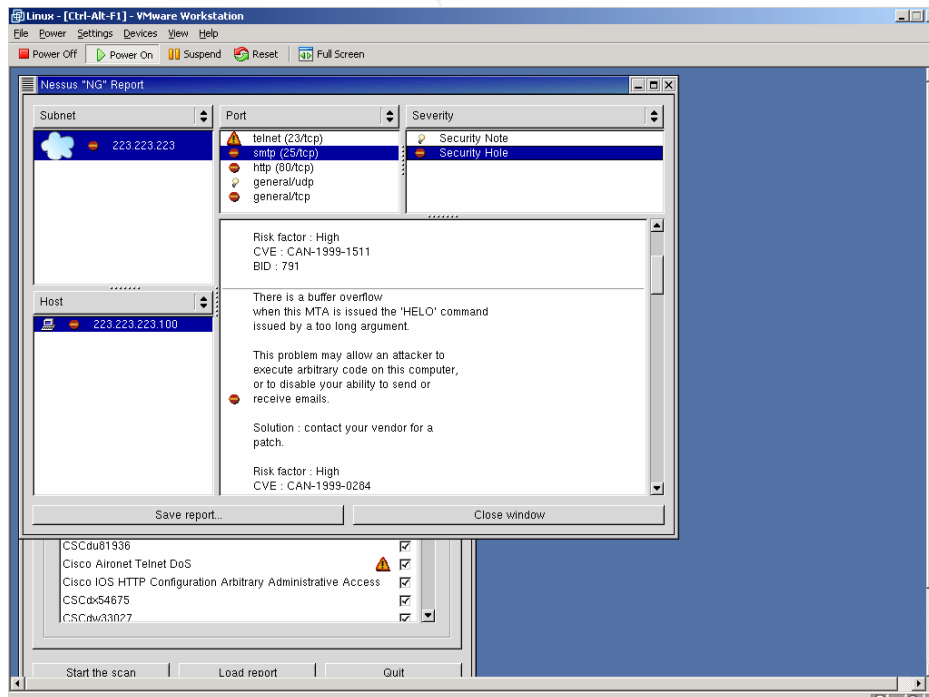 Linux - [Ctrl-Alt-F1] - VMware Workstation
File Power Settings Devices View Help
Power Off Power On Suspend Reset Full Screen
Nessus "NG" Report
Subnet
223.223.223
Port
telnet (23/tcp)
smtp (25/tcp)
http (80/tcp)
general/udp
general/tcp
Severity
Security Note
Security Hole
Host
223.223.223.100
Risk factor : High
CVE : CAN-1999-1511
BID : 791
There is a buffer overflow
when this MTA is issued the 'HELO' command
issued by a too long argument.
This problem may allow an attacker to
execute arbitrary code on this computer,
or to disable your ability to send or
receive emails.
Solution : contact your vendor for a
patch.
Risk factor : High
CVE : CAN-1999-0284
Save report...
Close window
CSCdu81936
Cisco Aironet Telnet DoS
Cisco IOS HTTP Configuration Arbitrary Administrative Access
CSCdx54675
CSCdw33027
Start the scan
Load report
Quit